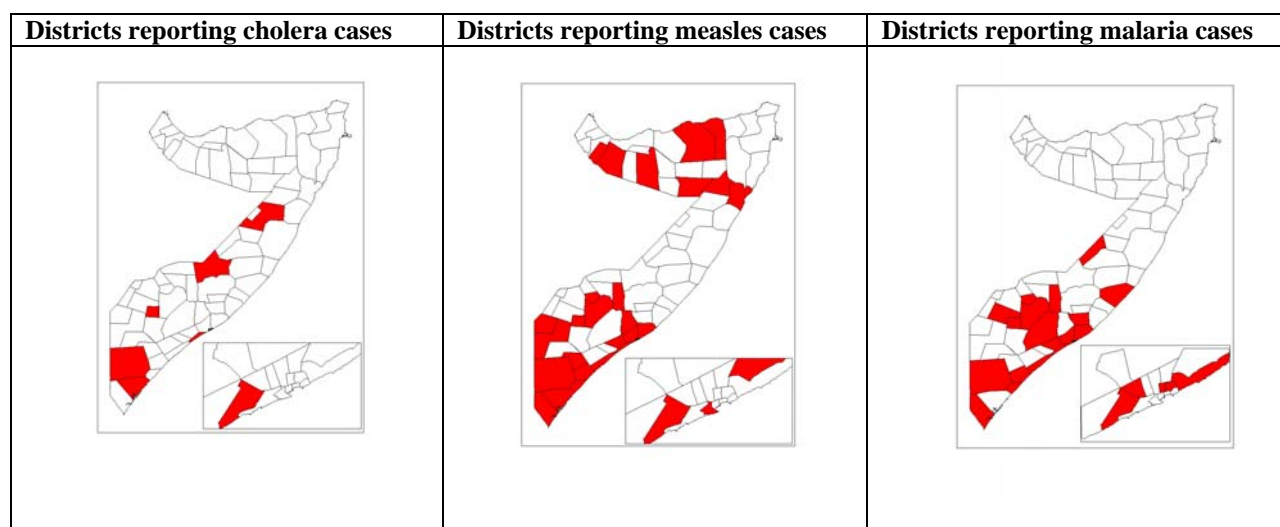 Districts reporting cholera cases
Districts reporting measles cases
Districts reporting malaria cases